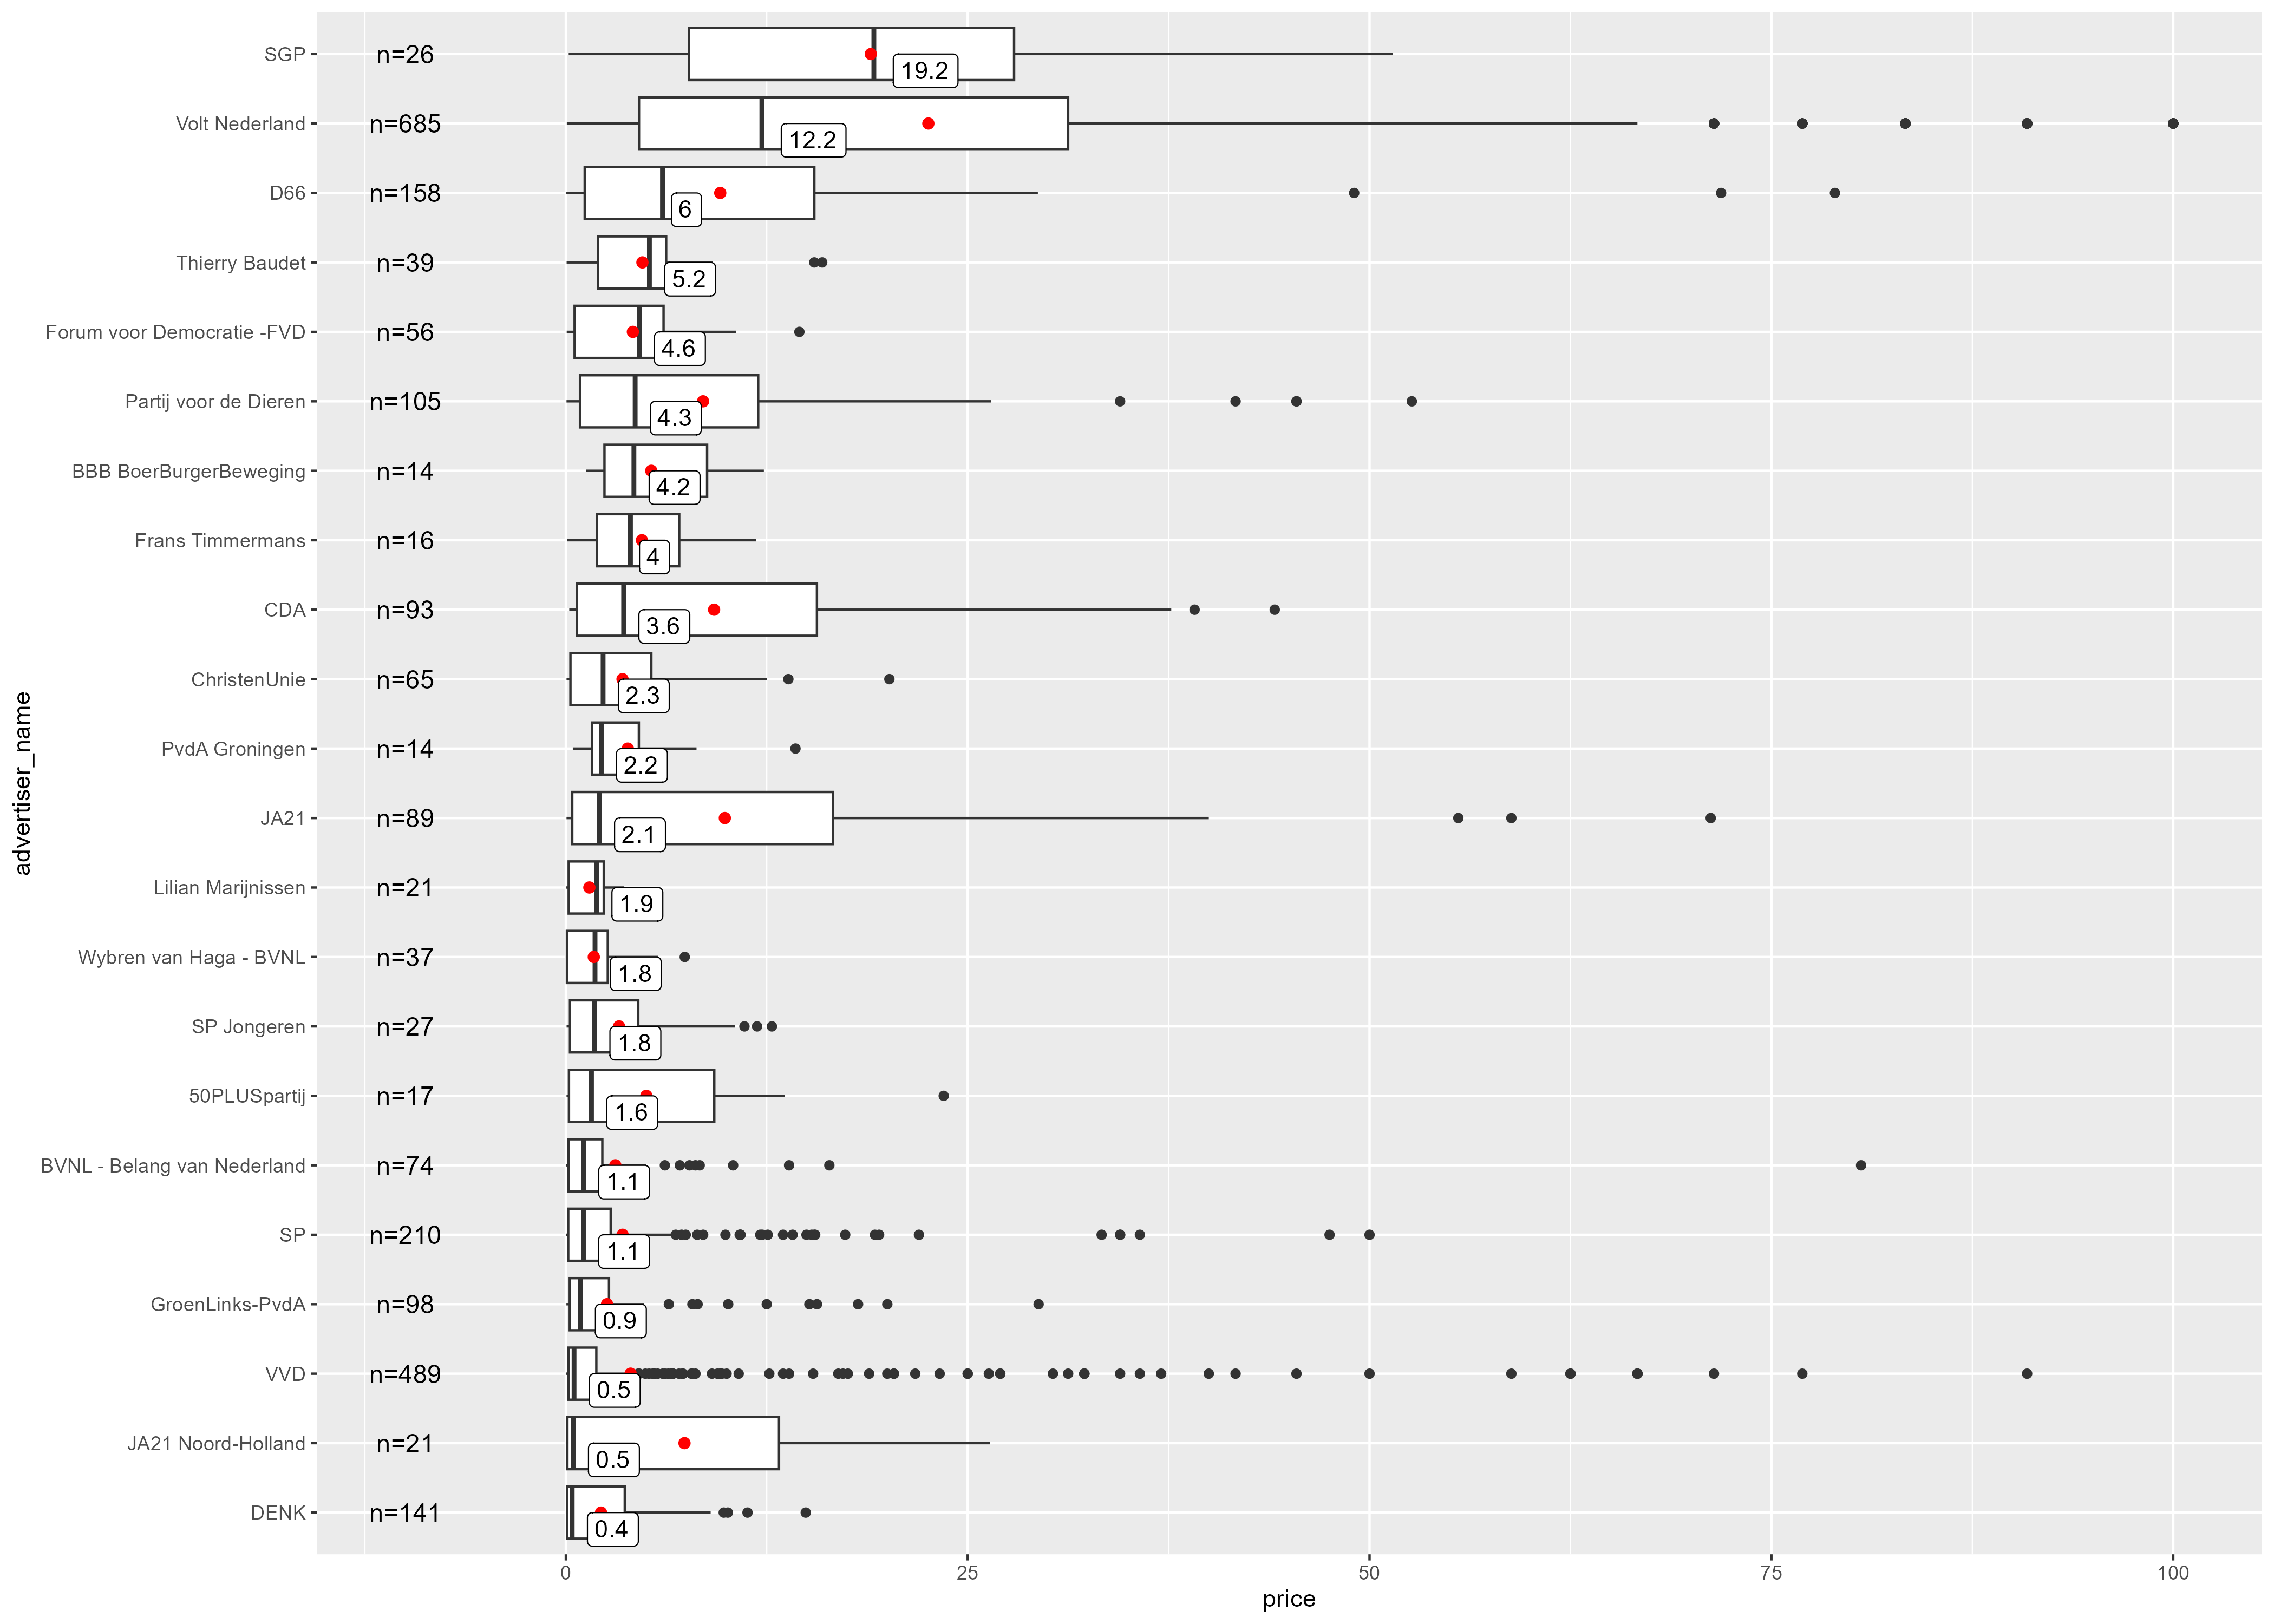 SGP n=26 19.2
Volt Nederland n=685 12.2
D66 n=158 6
Thierry Baudet n=39 5.2
Forum voor Democratie -FVD n=56 4.6
Partij voor de Dieren n=105 4.3
BBB BoerBurgerBeweging n=14 4.2
Frans Timmermans n=16 4
CDA n=93 3.6
ChristenUnie n=65 2.3
PvdA Groningen n=14 2.2
JA21 n=89 2.1
Lilian Marijnissen n=21 1.9
Wybren van Haga - BVNL n=37 1.8
SP Jongeren n=27 1.8
50PLUSpartij n=17 1.6
BVNL - Belang van Nederland n=74 1.1
SP n=210 1.1
GroenLinks-PvdA n=98 0.9
VVD n=489 0.5
JA21 Noord-Holland n=21 0.5
DENK n=141 0.4
0 25 50 75 100
price
advertiser_name